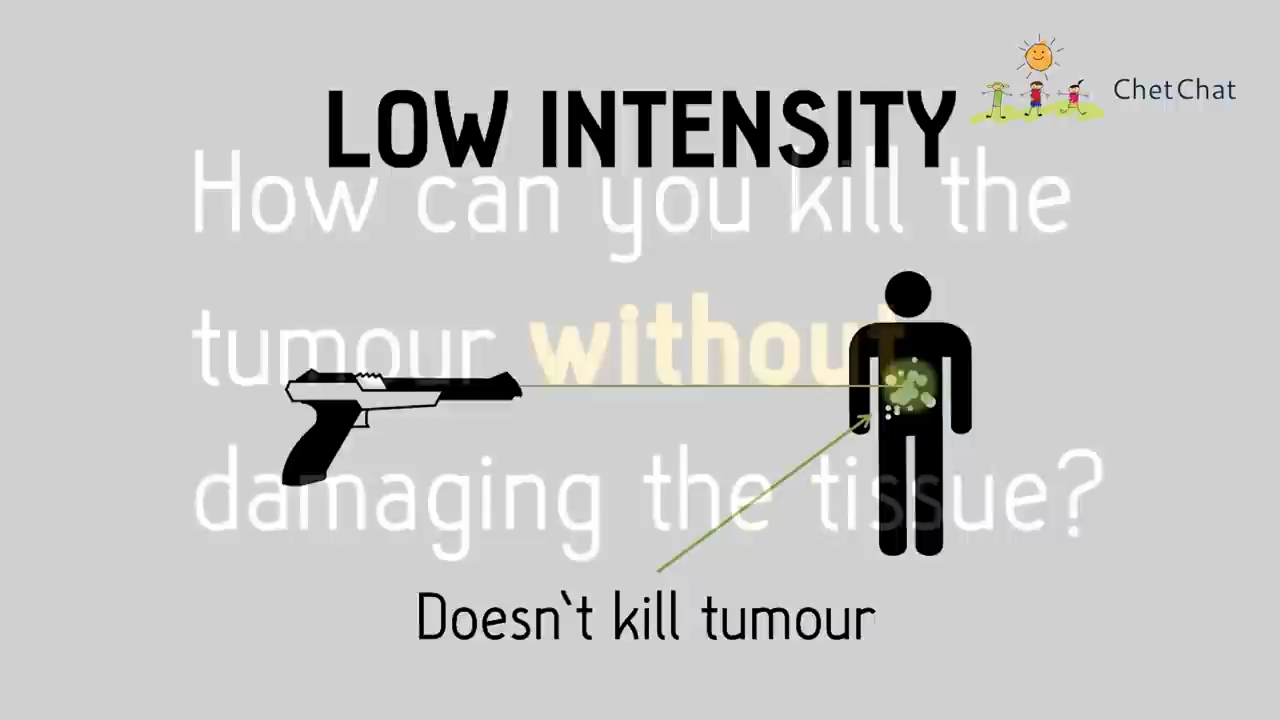 ChetChat
LOW INTENSITY
How can you kill the
tumour without
damaging the tissue?
Doesn`t kill tumour